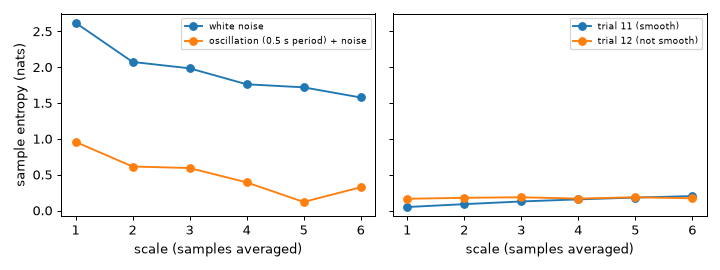 sample entropy (nats)
2.5
2.0
1.5
1.0
0.5
0.0
white noise
oscillation (0.5 s period) + noise
1 2 3 4 5 6
scale (samples averaged)
trial 11 (smooth)
trial 12 (not smooth)
1 2 3 4 5 6
scale (samples averaged)